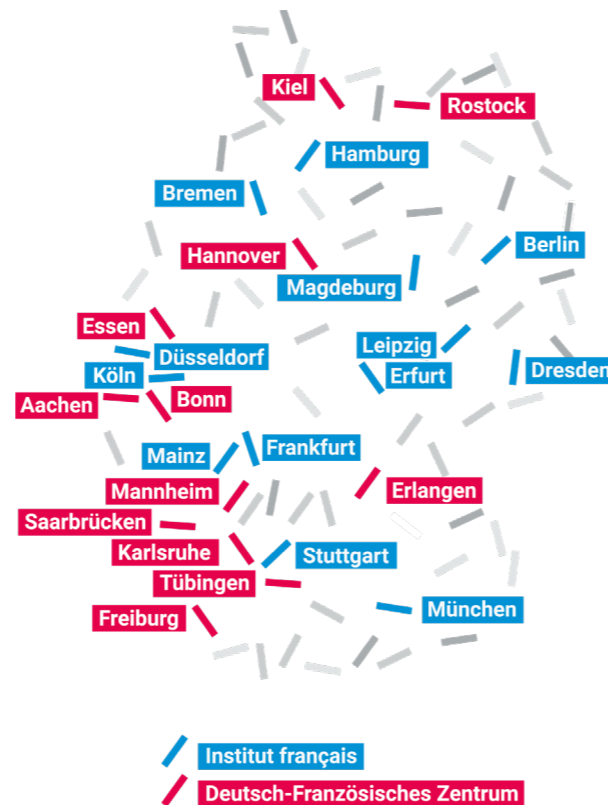 Kiel
Rostock
Hamburg
Bremen
Berlin
Hannover
Magdeburg
Essen
Leipzig
Düsseldorf
Dresden
Köln
Erfurt
Bonn
Aachen
Frankfurt
Mainz
Mannheim
Erlangen
Saarbrücken
Karlsruhe
Stuttgart
Tübingen
München
Freiburg
Institut français
Deutsch-Französisches Zentrum